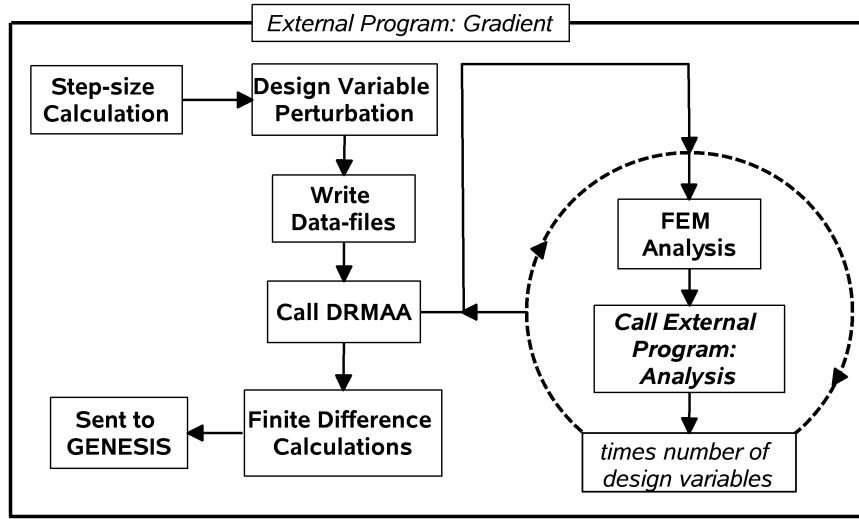 External Program: Gradient
Step-size
Calculation
Design Variable
Perturbation
Write
Data-files
Call DRMAA
Finite Difference
Calculations
Sent to
GENESIS
FEM
Analysis
Call External
Program:
Analysis
times number of
design variables